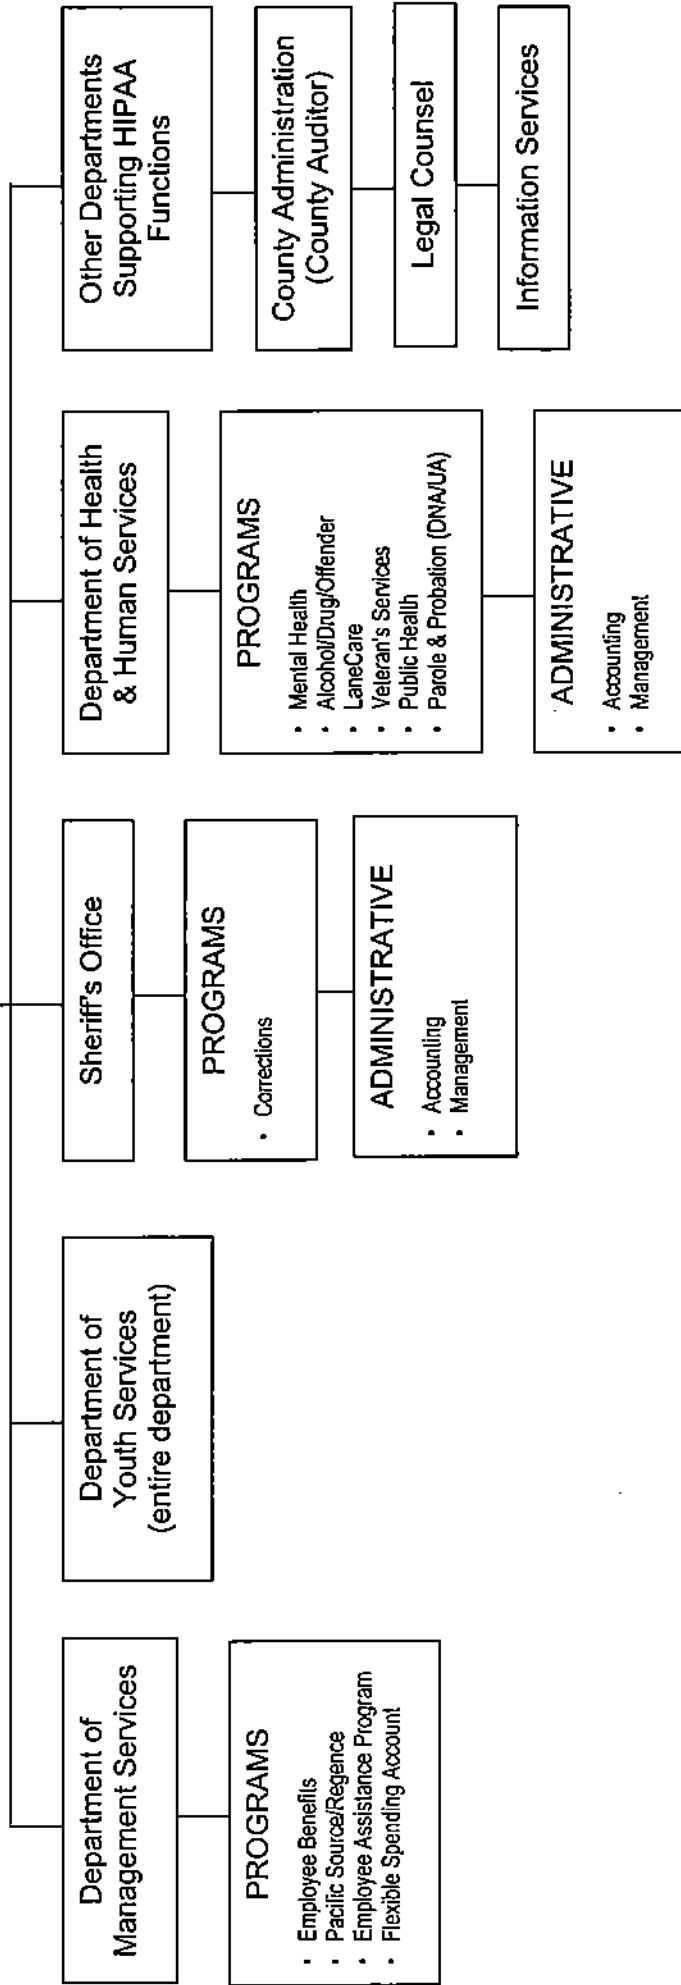 Department of
Management Services
PROGRAMS
• Employee Benefits
• Pacific Source/Regence
• Employee Assistance Program
• Flexible Spending Account
Department of
Youth Services
(entire department)
Sheriff's Office
PROGRAMS
• Corrections
ADMINISTRATIVE
• Accounting
• Management
Department of Health
& Human Services
PROGRAMS
• Mental Health
• Alcohol/Drug/Offender
• LaneCare
• Veteran's Services
• Public Health
• Parole & Probation (DNA/UA)
ADMINISTRATIVE
• Accounting
• Management
Other Departments
Supporting HIPAA
Functions
County Administration
(County Auditor)
Legal Counsel
Information Services